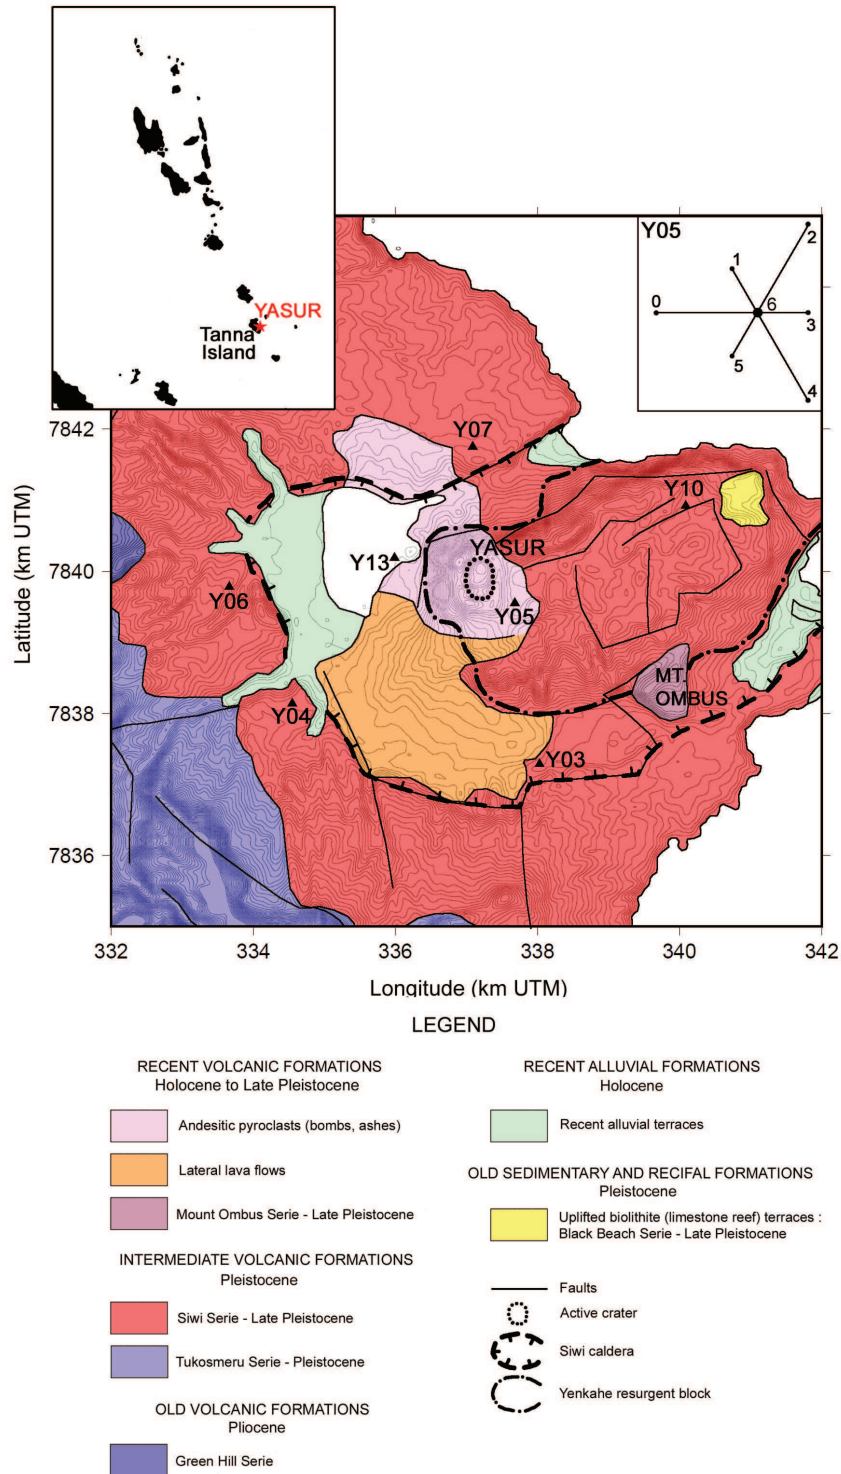 YASUR
Tanna
Island
Y05
2
1
0
6
3
5
4
7842
7840
7838
7836
Latitude (km UTM)
Y07
Y10
YASUR
Y13
Y06
Y05
MT.
OMBUS
Y04
Y03
332
334
336
338
340
342
Longitude (km UTM)
LEGEND
RECENT VOLCANIC FORMATIONS
Holocene to Late Pleistocene
Andesitic pyroclasts (bombs, ashes)
Lateral lava flows
Mount Ombus Serie - Late Pleistocene
INTERMEDIATE VOLCANIC FORMATIONS
Pleistocene
Siwi Serie - Late Pleistocene
Tukosmeru Serie - Pleistocene
OLD VOLCANIC FORMATIONS
Pliocene
Green Hill Serie
RECENT ALLUVIAL FORMATIONS
Holocene
Recent alluvial terraces
OLD SEDIMENTARY AND RECIFAL FORMATIONS
Pleistocene
Uplifted biolithite (limestone reef) terraces :
Black Beach Serie - Late Pleistocene
Faults
Active crater
Siwi caldera
Yenkahe resurgent block